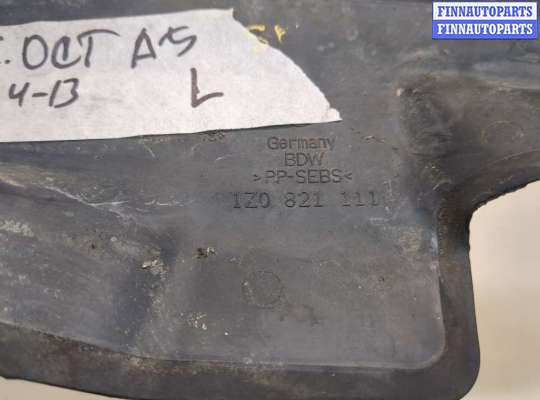 FINNAUTOPARTS
FINNAUTOPARTS
OCT A5
4-13
L
Germany
BDW
>PP-SEBS<
1Z0 821 111